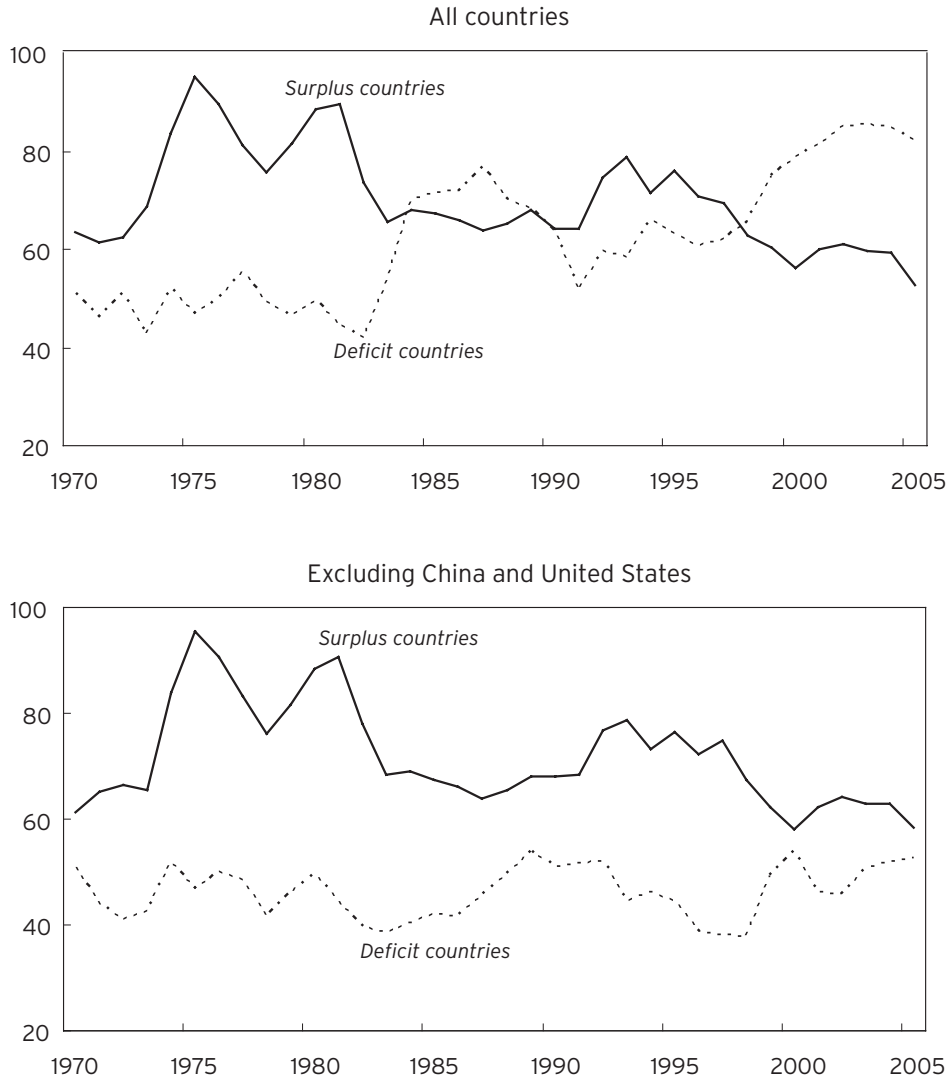 All countries
100
Surplus countries
80
60
40
Deficit countries
20
1970 1975 1980 1985 1990 1995 2000 2005
Excluding China and United States
100
Surplus countries
80
60
40
Deficit countries
20
1970 1975 1980 1985 1990 1995 2000 2005